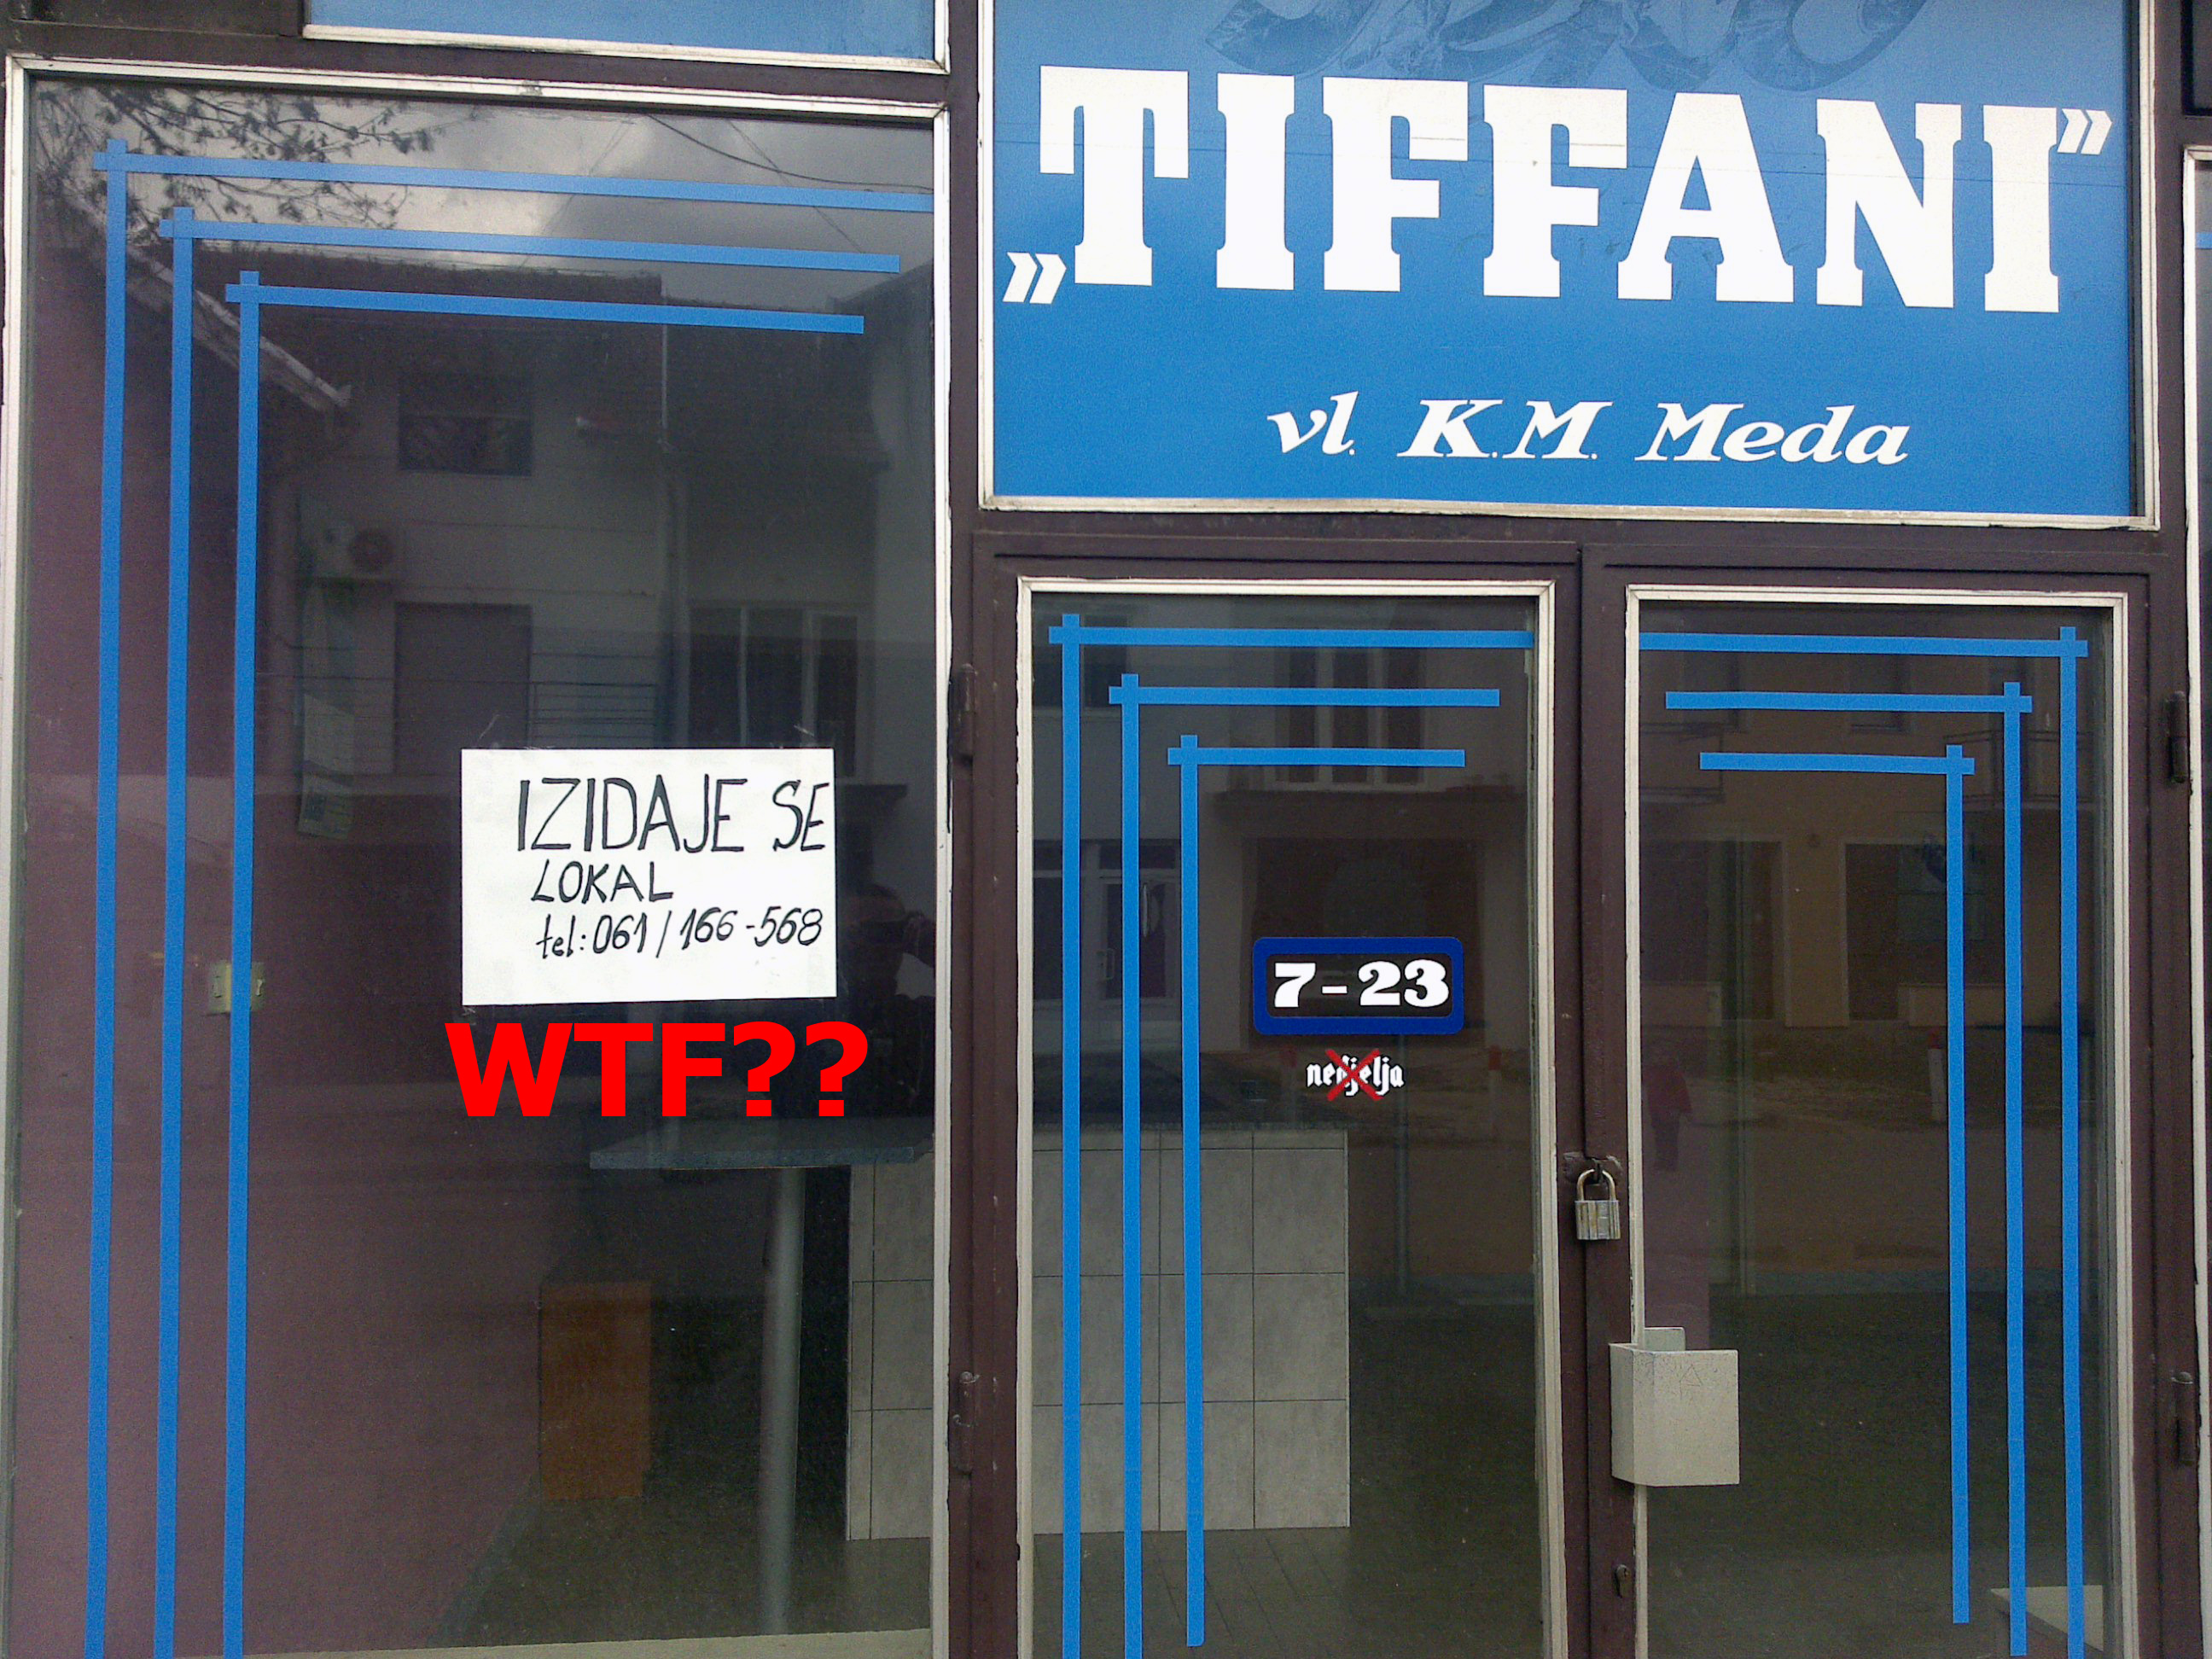 »TIFFANI»
vl. K.M. Meda
IZIDAJE SE
LOKAL
tel: 061/166-568
WTF??
7-23
nedjelja